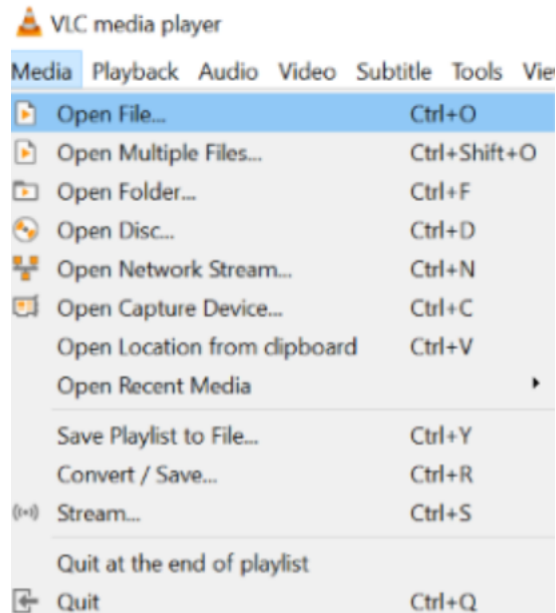 VLC media player
Media Playback Audio Video Subtitle Tools
Open File... Ctrl+O
Open Multiple Files... Ctrl+Shift+O
Open Folder... Ctrl+F
Open Disc... Ctrl+D
Open Network Stream... Ctrl+N
Open Capture Device... Ctrl+C
Open Location from clipboard Ctrl+V
Open Recent Media
Save Playlist to File... Ctrl+Y
Convert / Save... Ctrl+R
Stream... Ctrl+S
Quit at the end of playlist
Quit Ctrl+Q